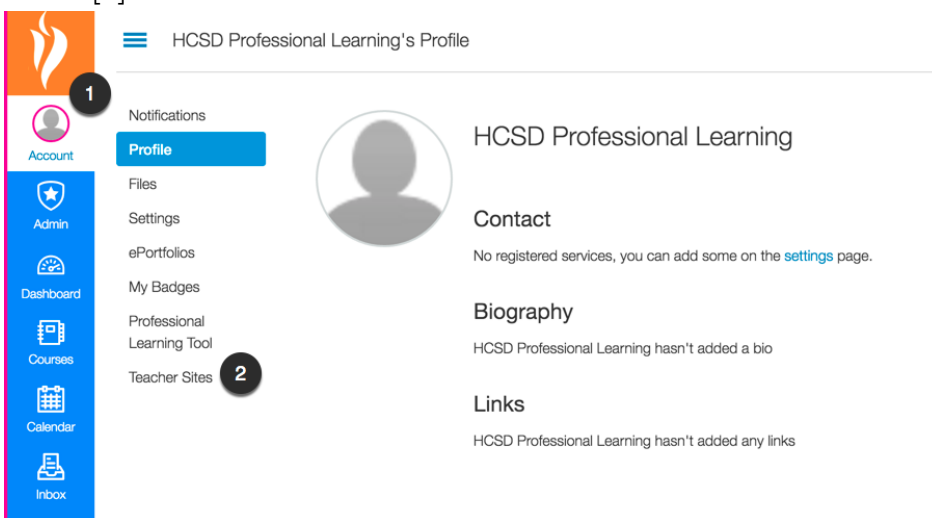 HCSD Professional Learning's Profile
1
Account
Admin
Dashboard
Courses
Calendar
Inbox
Notifications
Profile
Files
Settings
ePortfolios
My Badges
Professional
Learning Tool
Teacher Sites 2
HCSD Professional Learning
Contact
No registered services, you can add some on the settings page.
Biography
HCSD Professional Learning hasn't added a bio
Links
HCSD Professional Learning hasn't added any links